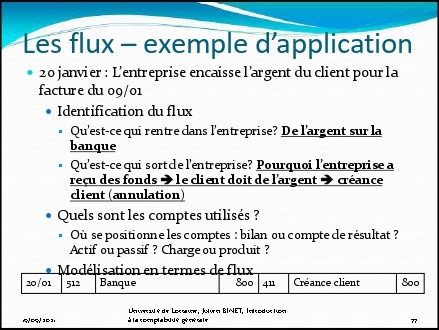 Les flux – exemple d'application
20 janvier : L'entreprise encaisse l'argent du client pour la
facture du 09/01
Identification du flux
Qu'est-ce qui rentre dans l'entreprise? De l'argent sur la
banque
Qu'est-ce qui sort de l'entreprise? Pourquoi l'entreprise a
reçu des fonds ➔ le client doit de l'argent ➔ créance
client (annulation)
Quels sont les comptes utilisés ?
Où se positionne les comptes : bilan ou compte de résultat ?
Actif ou passif ? Charge ou produit ?
Modélisation en termes de flux
20/01 512 Banque 800 411 Créance client 800
Université de Lorraine, Julien BINET, Introduction
à la comptabilité générale
77